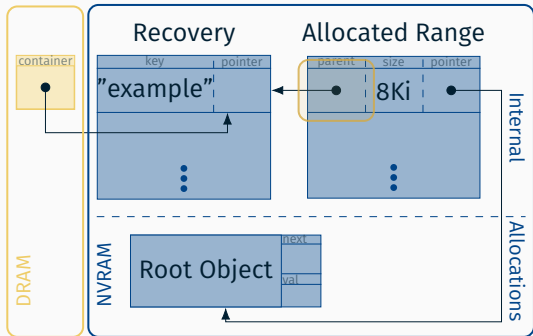 Recovery
Allocated Range
container
key
pointer
parent
size
pointer
"example"
8Ki
Internal
Allocations
DRAM
NVRAM
Root Object
next
val